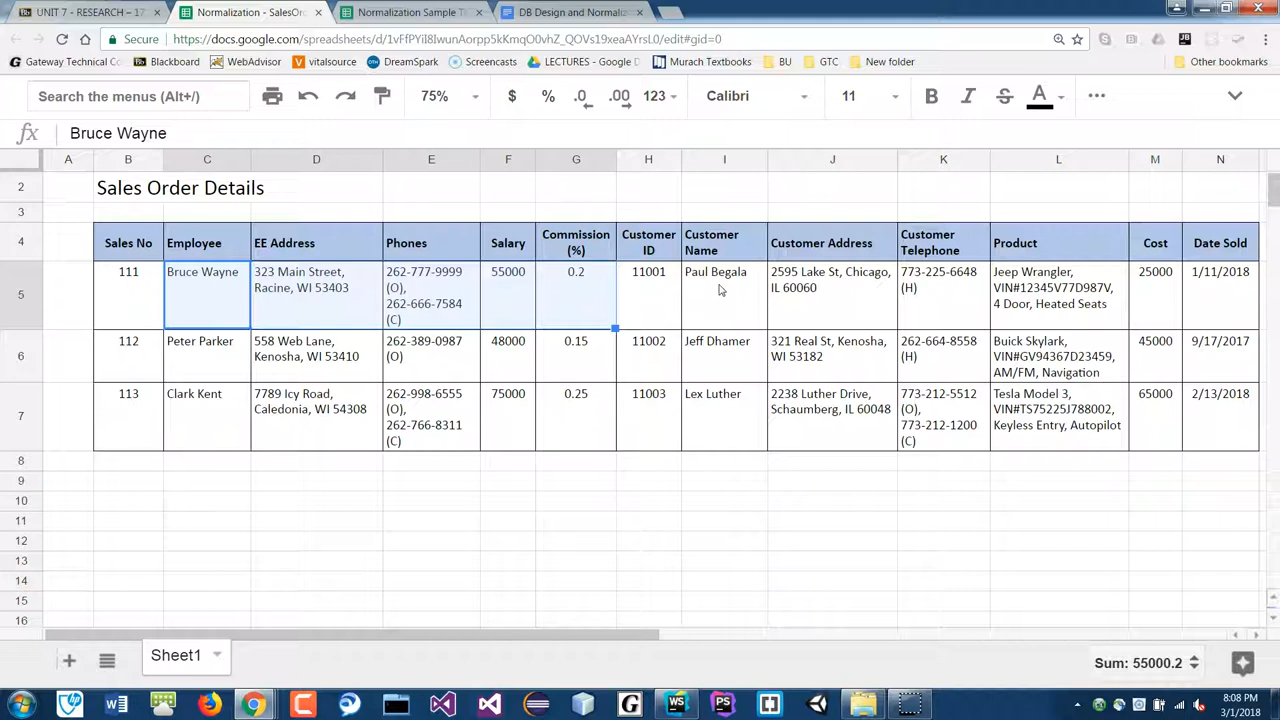 UNIT 7 - RESEARCH – 17
Normalization - SalesOr
Normalization Sample T
DB Design and Normaliz
Secure
https://docs.google.com/spreadsheets/d/1vFfPYiI8IwunAorpp5kKmqO0vhZ_QOVs19xeaAYrsL0/edit#gid=0
Gateway Technical Co
Blackboard
WebAdvisor
vitalsource
DreamSpark
Screencasts
LECTURES - Google D
Murach Textbooks
BU
GTC
New folder
Other bookmarks
Search the menus (Alt+/)
75%
$ % .0 .00 123
Calibri
11
B I S A
fx Bruce Wayne
A B C D E F G H I J K L M N
2 Sales Order Details
3
4 Sales No Employee EE Address Phones Salary Commission (%) Customer ID Customer Name Customer Address Customer Telephone Product Cost Date Sold
5
111
Bruce Wayne
323 Main Street,
Racine, WI 53403
262-777-9999
(O),
262-666-7584
(C)
55000
0.2
11001
Paul Begala
2595 Lake St, Chicago,
IL 60060
773-225-6648
(H)
Jeep Wrangler,
VIN#12345V77D987V,
4 Door, Heated Seats
25000
1/11/2018
6
112
Peter Parker
558 Web Lane,
Kenosha, WI 53410
262-389-0987
(O)
48000
0.15
11002
Jeff Dhamer
321 Real St, Kenosha,
WI 53182
262-664-8558
(H)
Buick Skylark,
VIN#GV94367D23459,
AM/FM, Navigation
45000
9/17/2017
7
113
Clark Kent
7789 Icy Road,
Caledonia, WI 54308
262-998-6555
(O),
262-766-8311
(C)
75000
0.25
11003
Lex Luther
2238 Luther Drive,
Schaumberg, IL 60048
773-212-5512
(O),
773-212-1200
(C)
Tesla Model 3,
VIN#TS75225J788002,
Keyless Entry, Autopilot
65000
2/13/2018
8
9
10
11
12
13
14
15
16
Sheet1
Sum: 55000.2
8:08 PM
3/1/2018